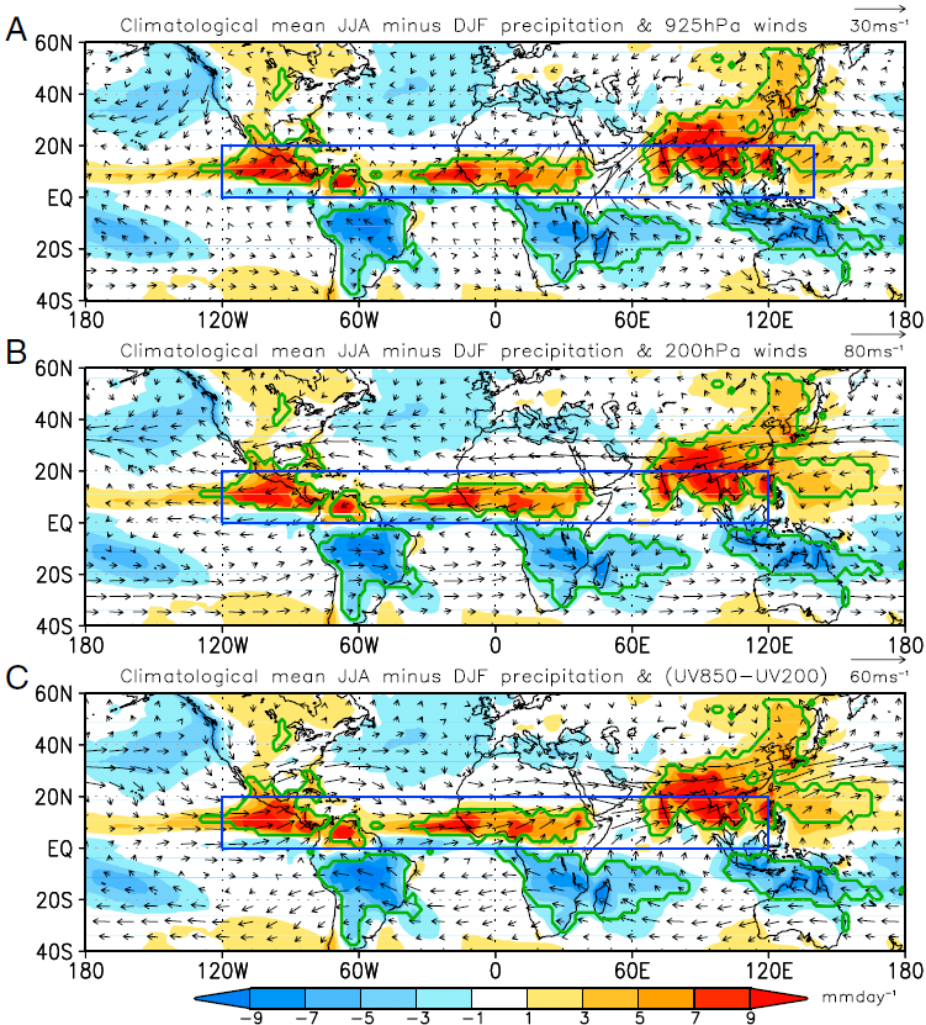 A
Climatological mean JJA minus DJF precipitation & 925hPa winds
30ms⁻¹
60N
40N
20N
EQ
20S
40S
180 120W 60W 0 60E 120E 180
B
Climatological mean JJA minus DJF precipitation & 200hPa winds
80ms⁻¹
60N
40N
20N
EQ
20S
40S
180 120W 60W 0 60E 120E 180
C
Climatological mean JJA minus DJF precipitation & (UV850−UV200)
60ms⁻¹
60N
40N
20N
EQ
20S
40S
180 120W 60W 0 60E 120E 180
−9 −7 −5 −3 −1 1 3 5 7 9
mmday⁻¹